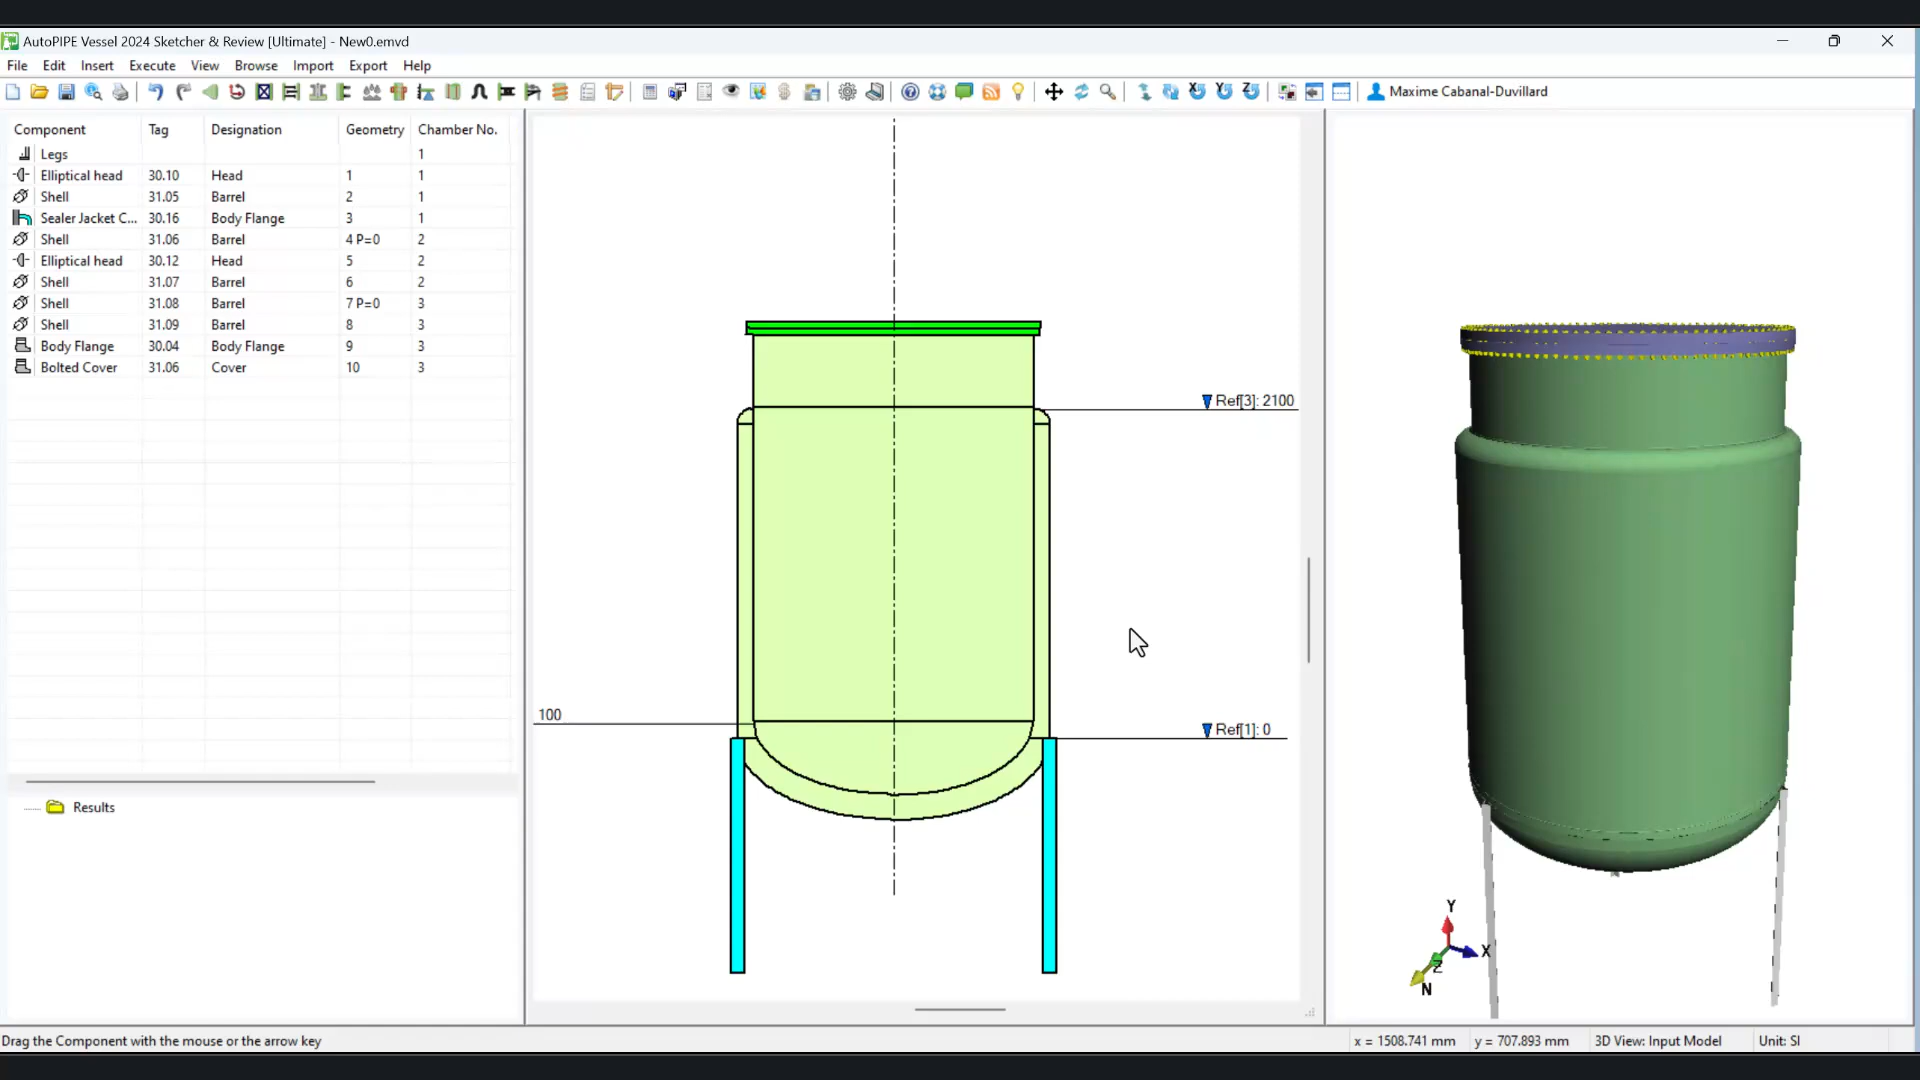 AutoPIPE Vessel 2024 Sketcher & Review [Ultimate] - New0.emvd
File Edit Insert Execute View Browse Import Export Help
Maxime Cabanal-Duvillard
Component Tag Designation Geometry Chamber No.
Legs 1
Elliptical head 30.10 Head 1 1
Shell 31.05 Barrel 2 1
Sealer Jacket C... 30.16 Body Flange 3 1
Shell 31.06 Barrel 4 P=0 2
Elliptical head 30.12 Head 5 2
Shell 31.07 Barrel 6 2
Shell 31.08 Barrel 7 P=0 3
Shell 31.09 Barrel 8 3
Body Flange 30.04 Body Flange 9 3
Bolted Cover 31.06 Cover 10 3
Results
Ref[3]: 2100
100
Ref[1]: 0
Y
X
Z
N
Drag the Component with the mouse or the arrow key
x = 1508.741 mm y = 707.893 mm 3D View: Input Model Unit: SI